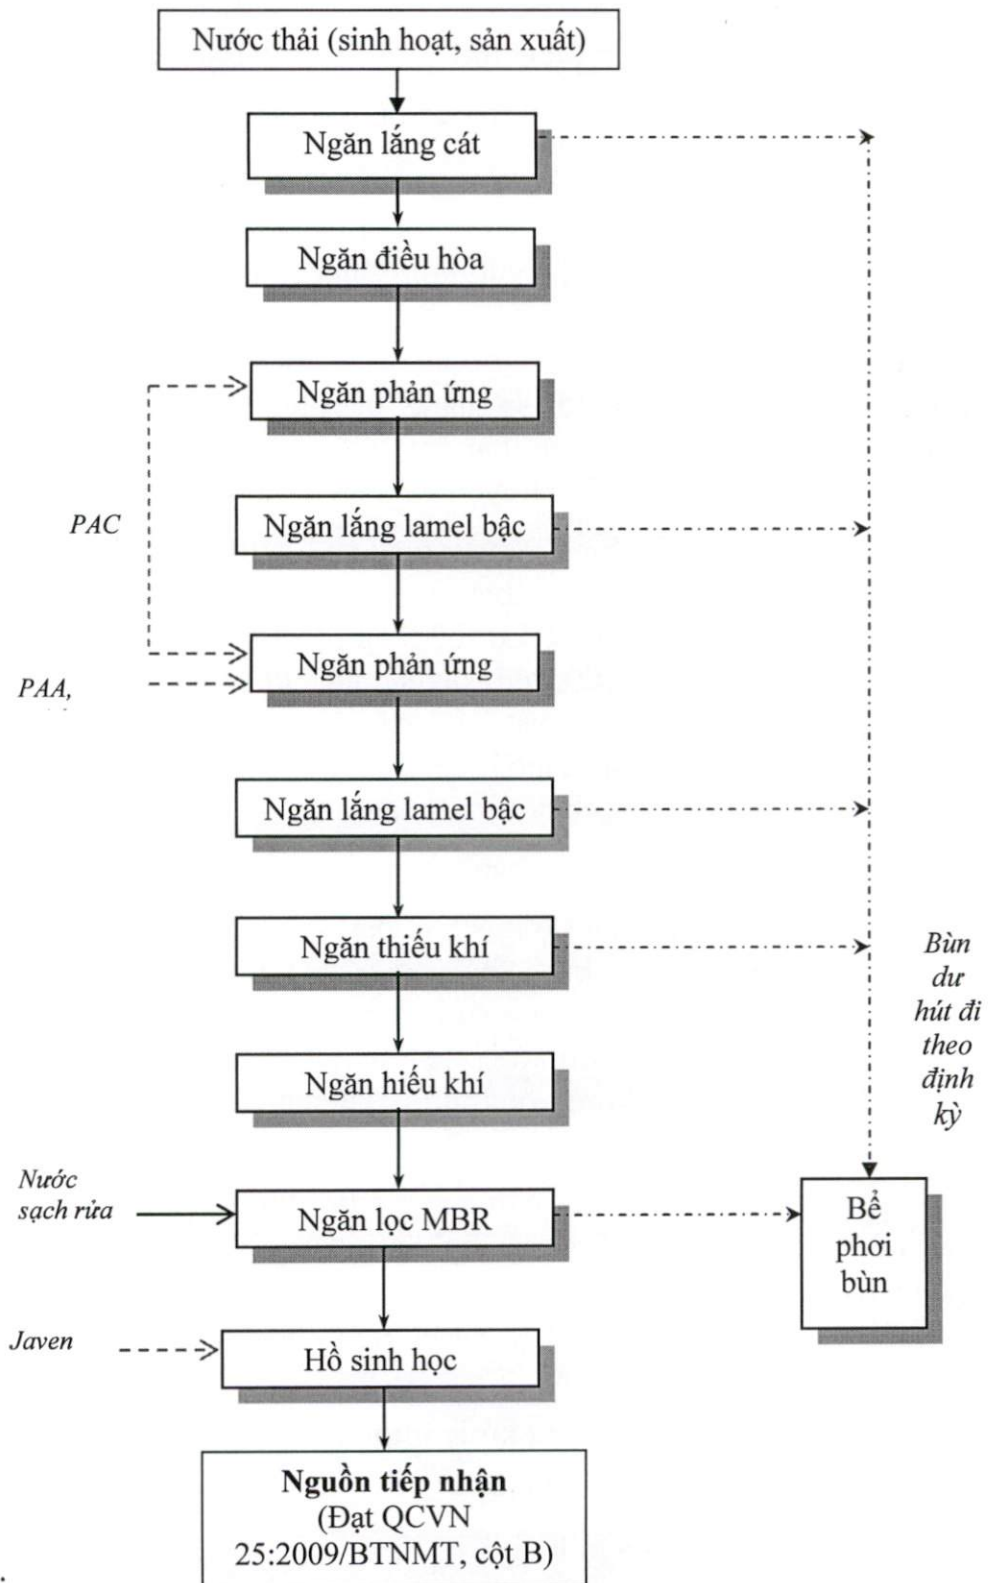 Nước thải (sinh hoạt, sản xuất)
Ngăn lắng cát
Ngăn điều hòa
Ngăn phản ứng
PAC
Ngăn lắng lamel bậc
Ngăn phản ứng
PAA,
Ngăn lắng lamel bậc
Ngăn thiếu khí
Bùn
dư
hút đi
theo
định
kỳ
Ngăn hiếu khí
Nước
sạch rửa
Ngăn lọc MBR
Bể
phơi
bùn
Javen
Hồ sinh học
Nguồn tiếp nhận
(Đạt QCVN
25:2009/BTNMT, cột B)